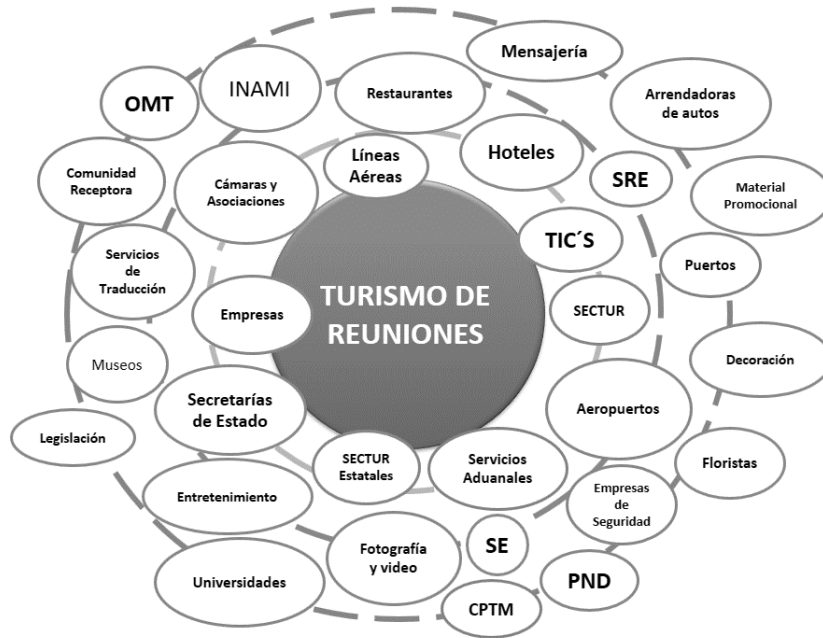 Mensajería
OMT
INAMI
Restaurantes
Arrendadoras
de autos
Líneas
Aéreas
Hoteles
Comunidad
Receptora
Cámaras y
Asociaciones
SRE
Material
Promocional
TIC´S
Servicios
de
Traducción
Puertos
TURISMO DE
REUNIONES
Empresas
SECTUR
Museos
Decoración
Secretarías
de Estado
Aeropuertos
Legislación
SECTUR
Estatales
Servicios
Aduanales
Floristas
Entretenimiento
Empresas
de
Seguridad
Fotografía
y video
SE
Universidades
PND
CPTM